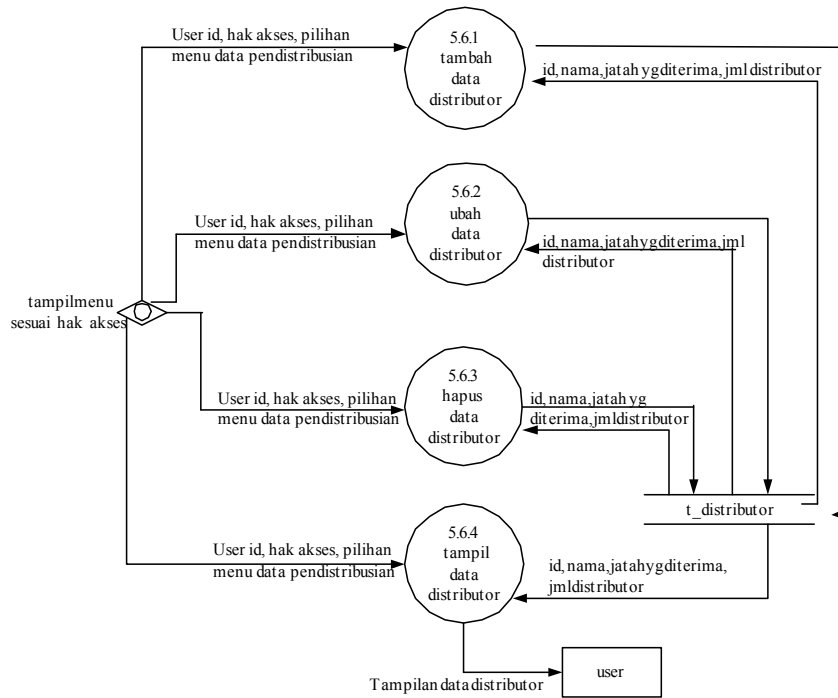 User id, hak akses, pilihan
menu data pendistribusian
5.6.1
tambah
data
distributor
id, nama, jatah yg diterima, jml distributor
User id, hak akses, pilihan
menu data pendistribusian
5.6.2
ubah
data
distributor
id, nama, jatah yg diterima, jml
distributor
tampilmenu
sesuai hak akses
User id, hak akses, pilihan
menu data pendistribusian
5.6.3
hapus
data
distributor
id, nama, jatah yg
diterima, jml distributor
t_distributor
User id, hak akses, pilihan
menu data pendistribusian
5.6.4
tampil
data
distributor
id, nama, jatah yg diterima,
jml distributor
Tampilan data distributor
user